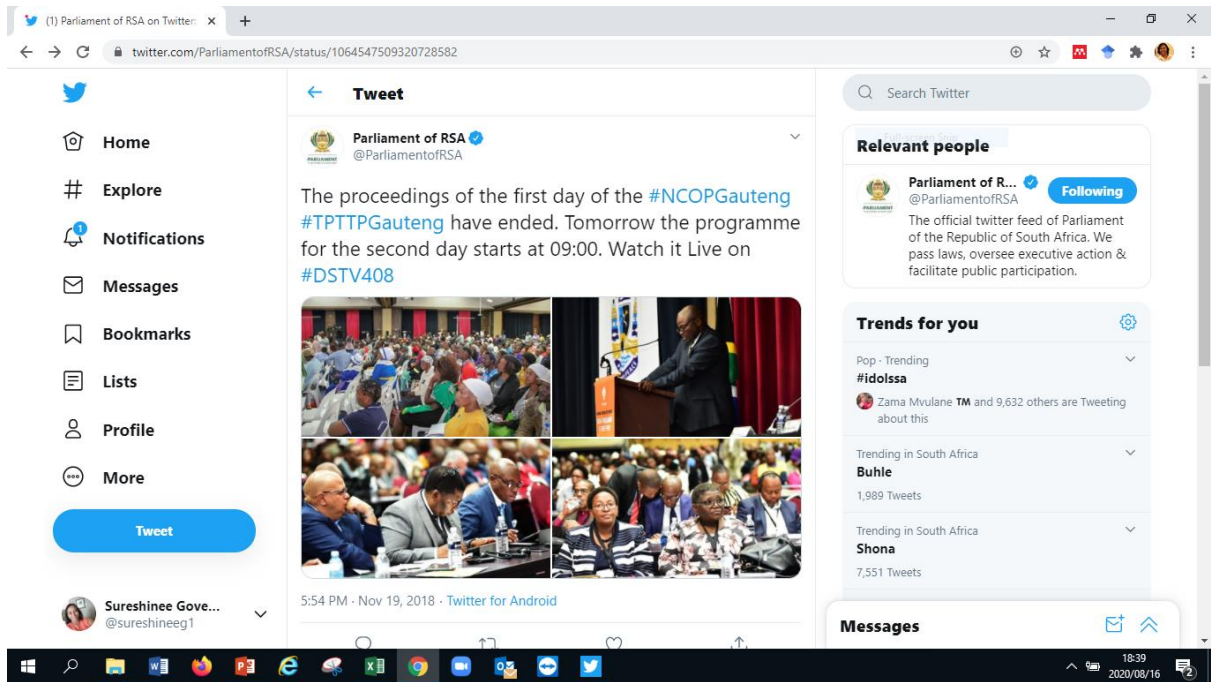 (1) Parliament of RSA on Twitter:
twitter.com/ParliamentofRSA/status/1064547509320728582
Home
Explore
1
Notifications
Messages
Bookmarks
Lists
Profile
More
Tweet
Sureshinee Gove...
@sureshineeg1
Tweet
Parliament of RSA
@ParliamentofRSA
The proceedings of the first day of the #NCOPGauteng
#TPTTPGauteng have ended. Tomorrow the programme
for the second day starts at 09:00. Watch it Live on
#DSTV408
5:54 PM · Nov 19, 2018 · Twitter for Android
Search Twitter
Full-screen Snip
Relevant people
Parliament of R...
@ParliamentofRSA
Following
The official twitter feed of Parliament
of the Republic of South Africa. We
pass laws, oversee executive action &
facilitate public participation.
Trends for you
Pop · Trending
#idolssa
Zama Mvulane TM and 9,632 others are Tweeting
about this
Trending in South Africa
Buhle
1,989 Tweets
Trending in South Africa
Shona
7,551 Tweets
Messages
18:39
2020/08/16
2